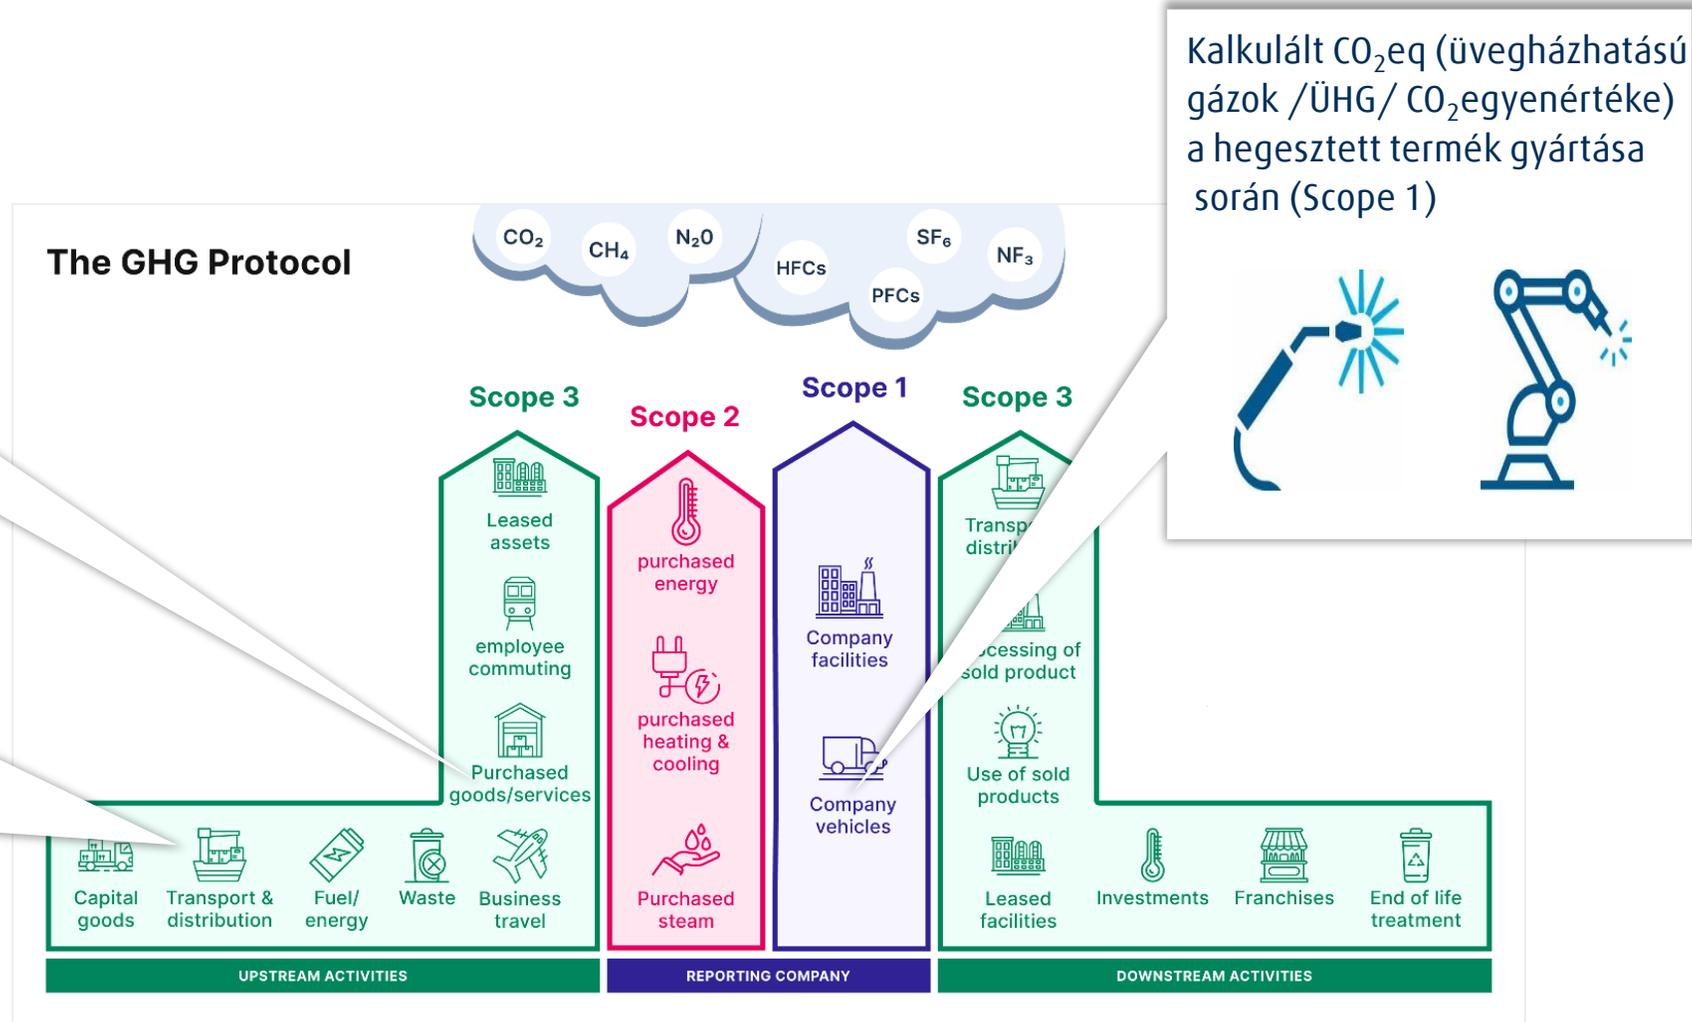 Kalkulált CO₂eq (üvegházhatású
gázok /ÜHG/ CO₂egyenértéke)
a hegesztett termék gyártása
során (Scope 1)
The GHG Protocol
CO₂
CH₄
N₂0
HFCs
PFCs
SF₆
NF₃
Scope 3
Leased
assets
employee
commuting
Purchased
goods/services
Capital
goods
Transport &
distribution
Fuel/
energy
Waste
Business
travel
UPSTREAM ACTIVITIES
Scope 2
purchased
energy
purchased
heating &
cooling
Purchased
steam
Scope 1
Company
facilities
Company
vehicles
REPORTING COMPANY
Scope 3
sold product
Use of sold
products
Leased
facilities
Investments
Franchises
End of life
treatment
DOWNSTREAM ACTIVITIES